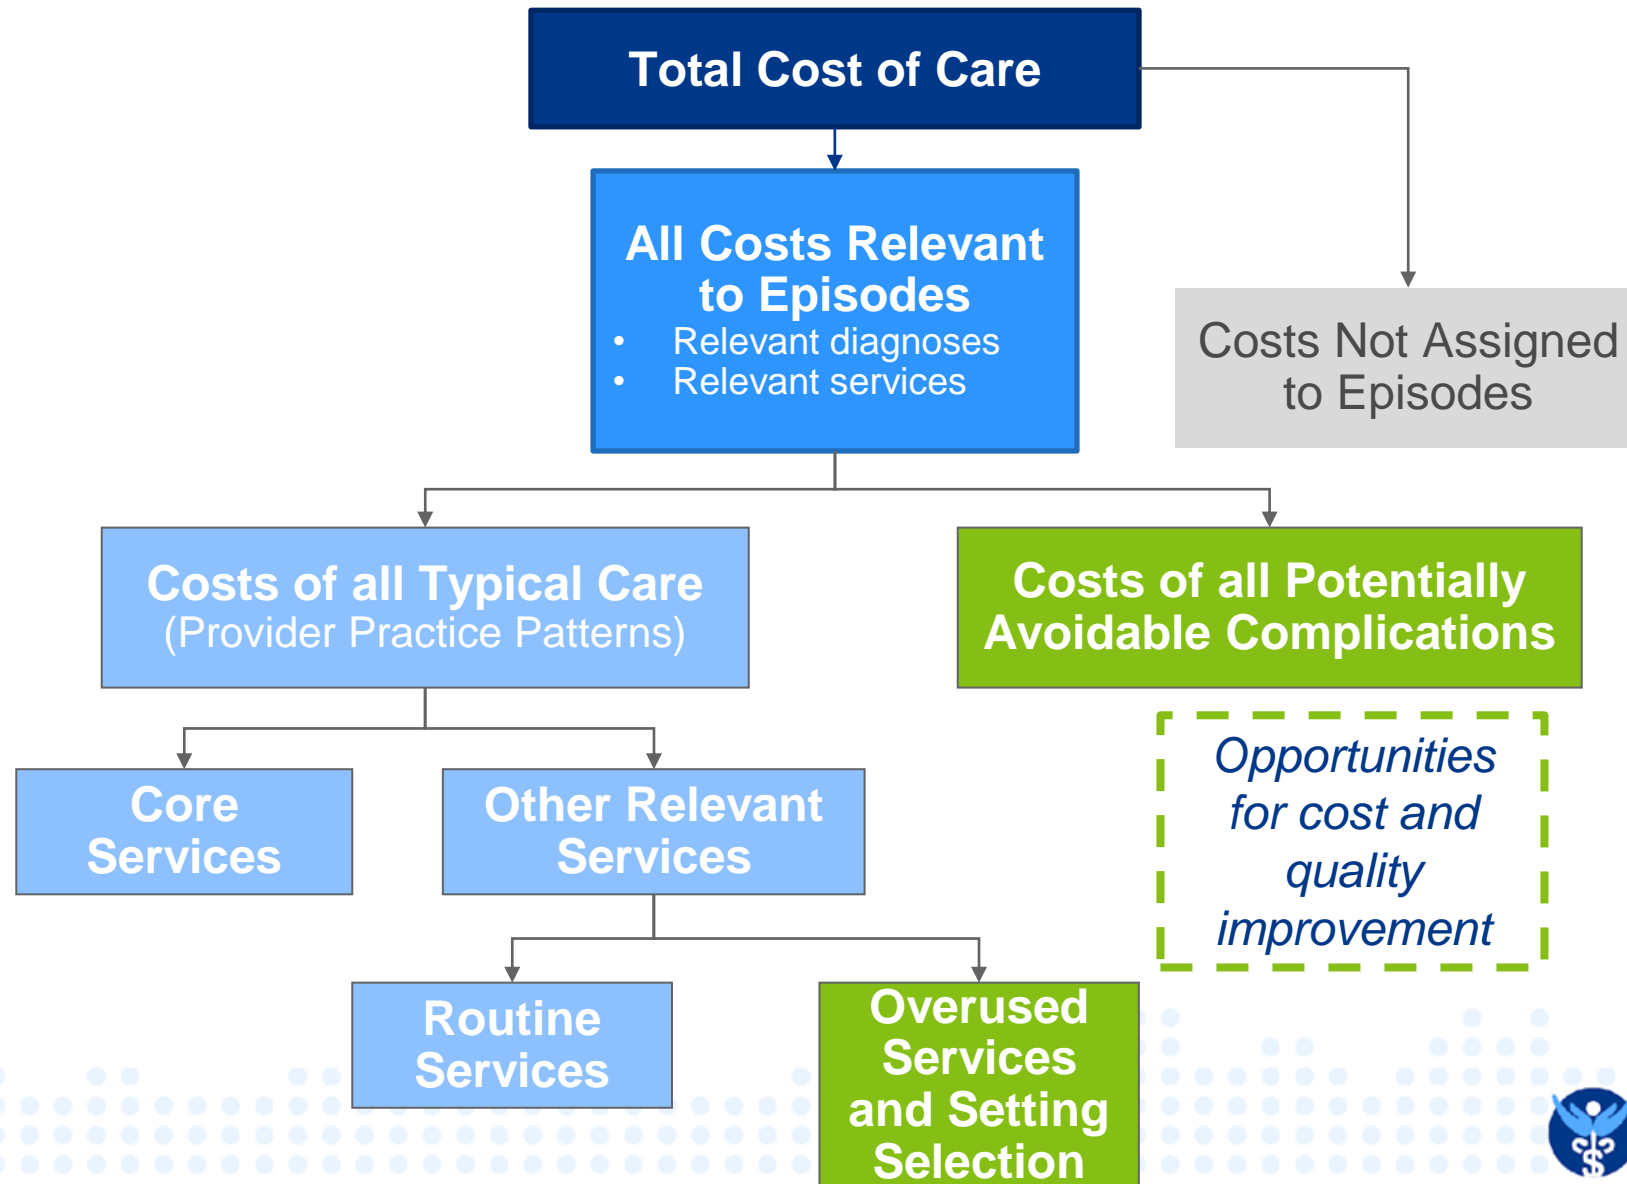 Total Cost of Care
All Costs Relevant
to Episodes
• Relevant diagnoses
• Relevant services
Costs Not Assigned
to Episodes
Costs of all Typical Care
(Provider Practice Patterns)
Costs of all Potentially
Avoidable Complications
Core
Services
Other Relevant
Services
Opportunities
for cost and
quality
improvement
Routine
Services
Overused
Services
and Setting
Selection